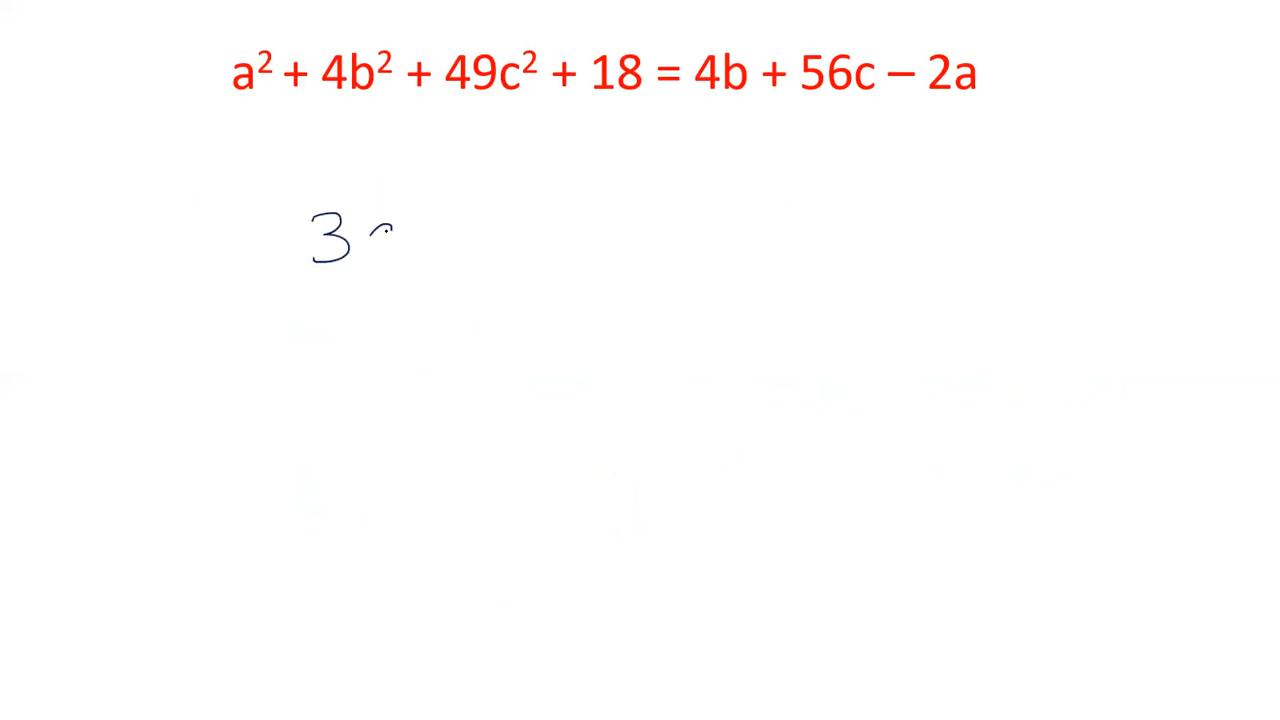 a² + 4b² + 49c² + 18 = 4b + 56c – 2a
3